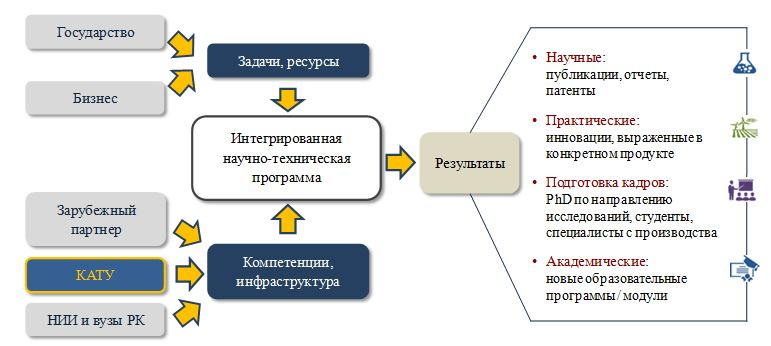 Государство
Бизнес
Задачи, ресурсы
Интегрированная
научно-техническая
программа
Зарубежный
партнер
КАТУ
НИИ и вузы РК
Компетенции,
инфраструктура
Результаты
• Научные:
публикации, отчеты,
патенты
• Практические:
инновации, выраженные в
конкретном продукте
• Подготовка кадров:
PhD по направлению
исследований, студенты,
специалисты с производства
• Академические:
новые образовательные
программы / модули